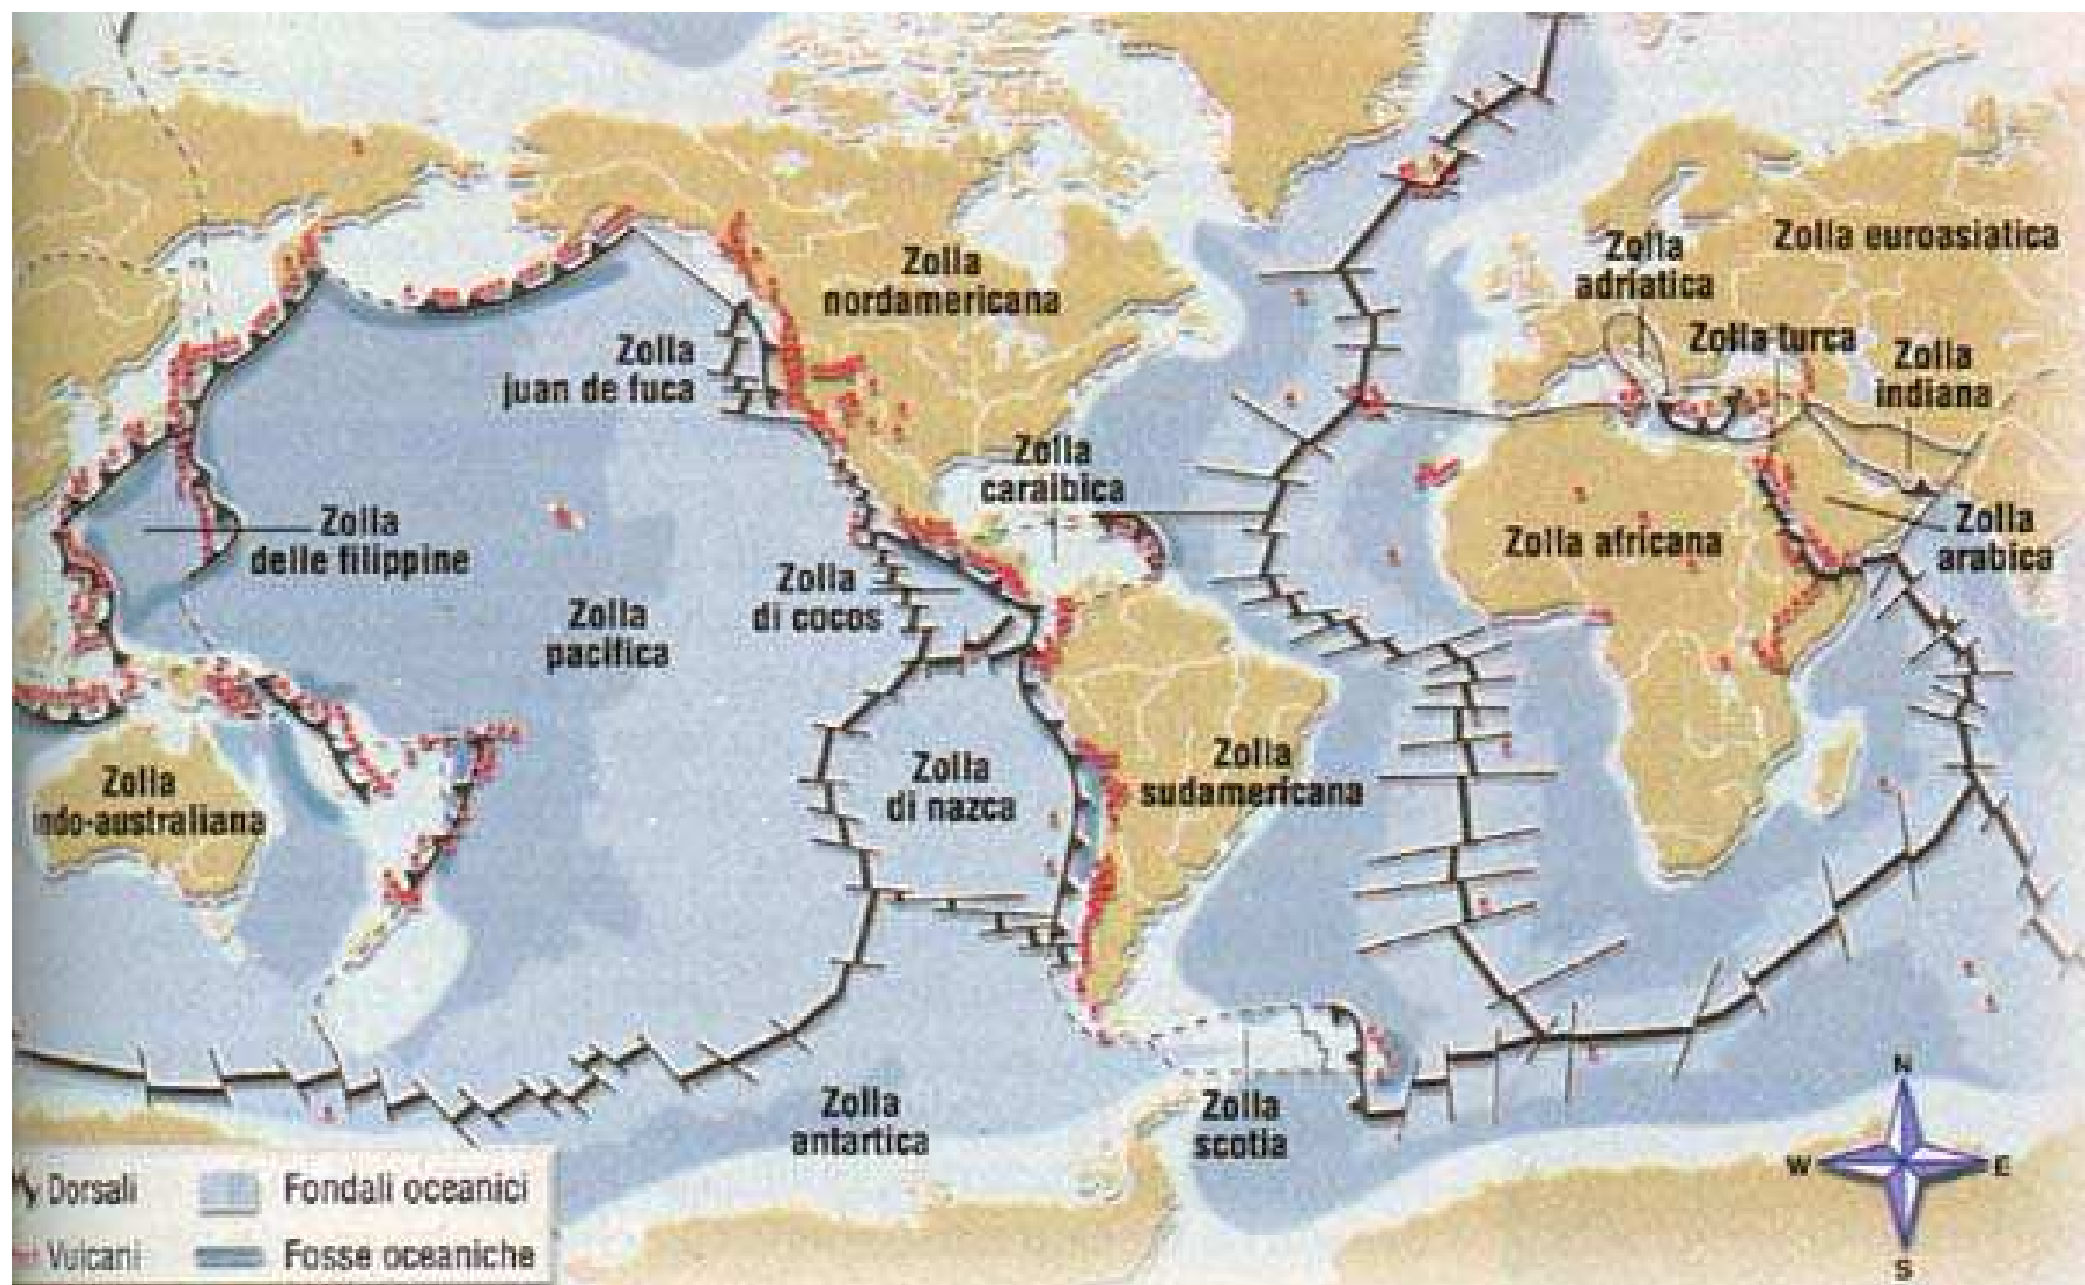 Zolla
nordamericana
Zolla
adriatica
Zolla euroasiatica
Zolla turca
Zolla
indiana
Zolla
juan de fuca
Zolla
caraibica
Zolla
delle filippine
Zolla
di cocos
Zolla
pacifica
Zolla africana
Zolla
arabica
Zolla
indo-australiana
Zolla
di nazca
Zolla
sudamericana
Zolla
antartica
Zolla
scotia
N
W
E
S
Dorsali
Fondali oceanici
Vulcani
Fosse oceaniche